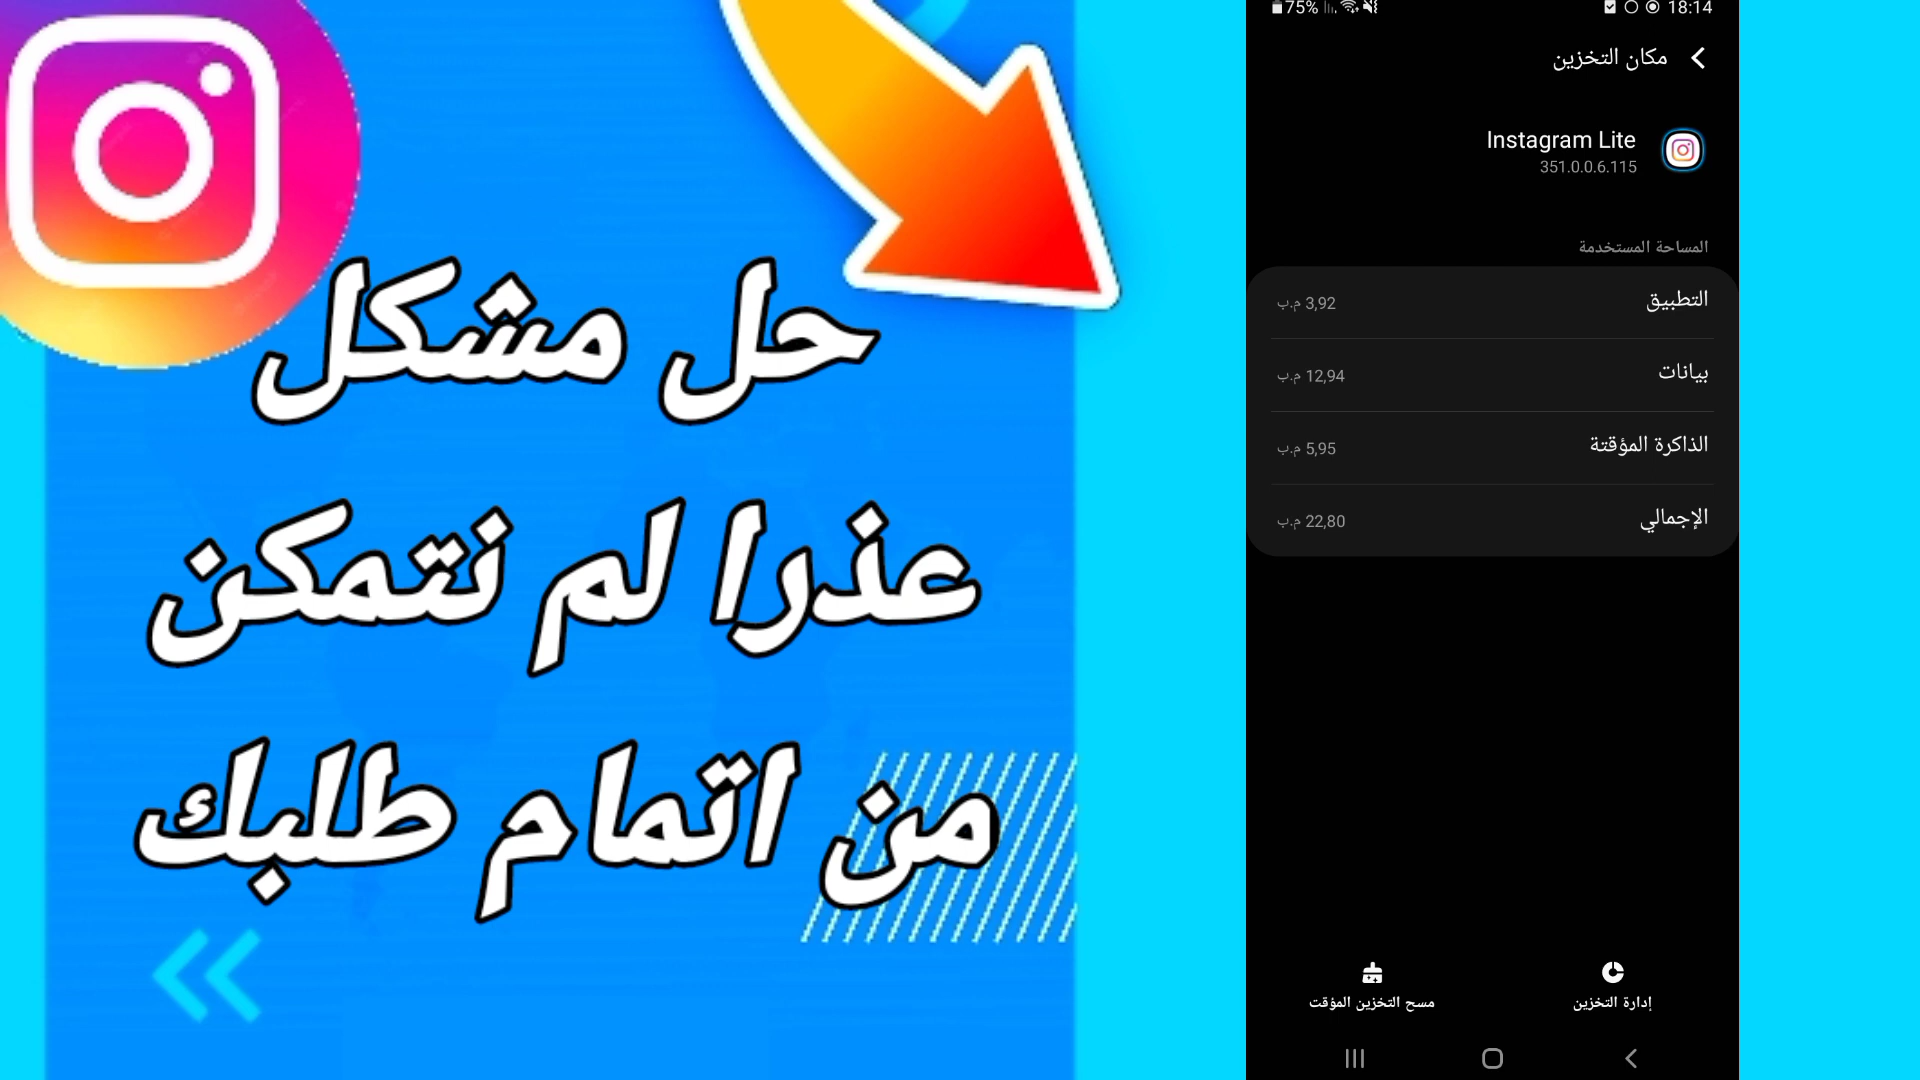 حل مشكل
عذرا لم نتمكن
من اتمام طلبك
75%
18:14
مكان التخزين
Instagram Lite
351.0.0.6.115
المساحة المستخدمة
التطبيق
3,92 م.ب
بيانات
12,94 م.ب
الذاكرة المؤقتة
5,95 م.ب
الإجمالي
22,80 م.ب
إدارة التخزين
مسح التخزين المؤقت